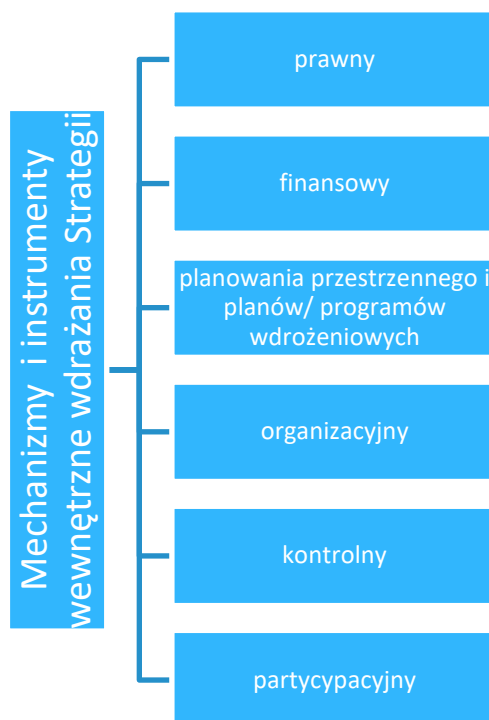 Mechanizmy i instrumenty
wewnętrzne wdrażania Strategii
prawny
finansowy
planowania przestrzennego i
planów/ programów
wdrożeniowych
organizacyjny
kontrolny
partycypacyjny